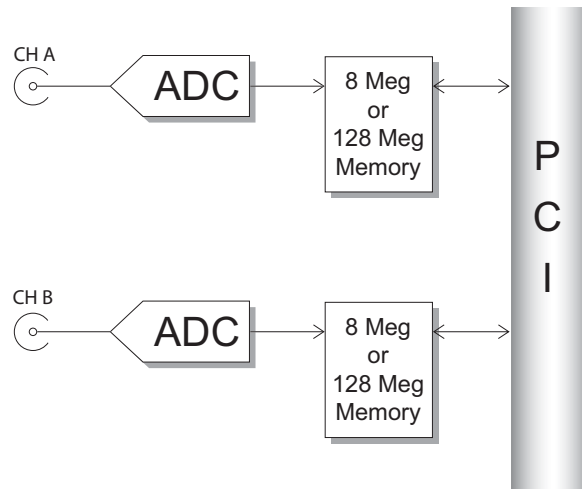 CH A
ADC
8 Meg
or
128 Meg
Memory
CH B
ADC
8 Meg
or
128 Meg
Memory
P
C
I